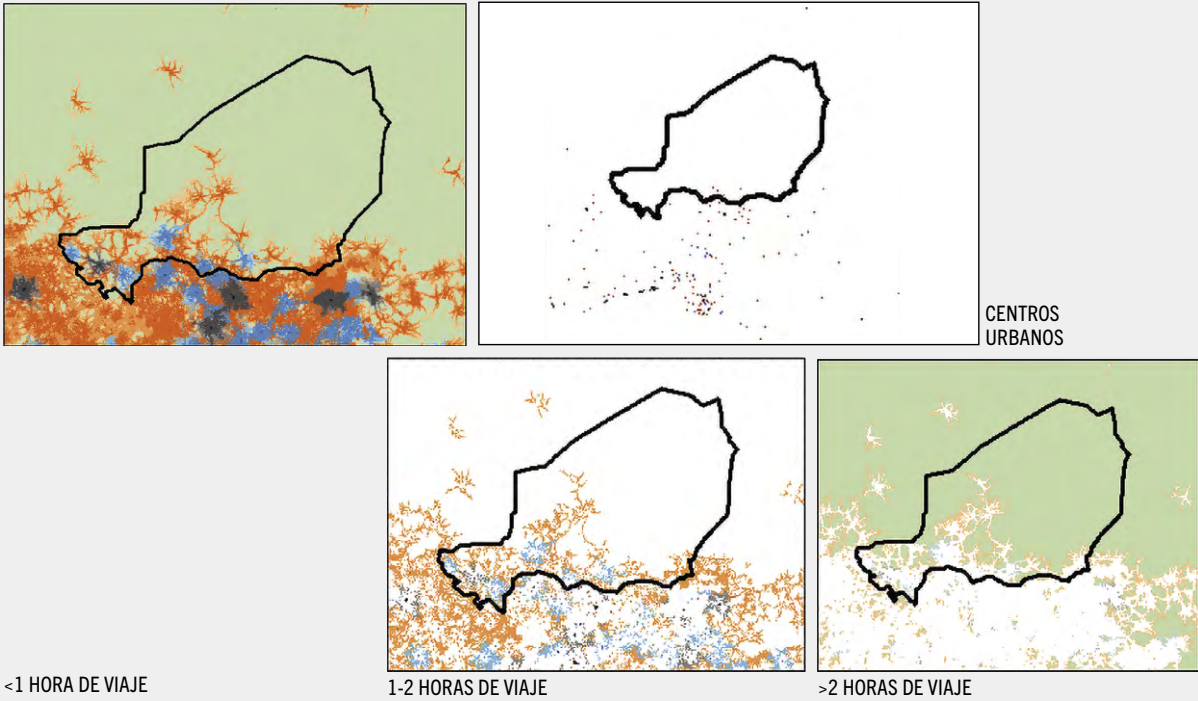 CENTROS
URBANOS
<1 HORA DE VIAJE
1-2 HORAS DE VIAJE
>2 HORAS DE VIAJE